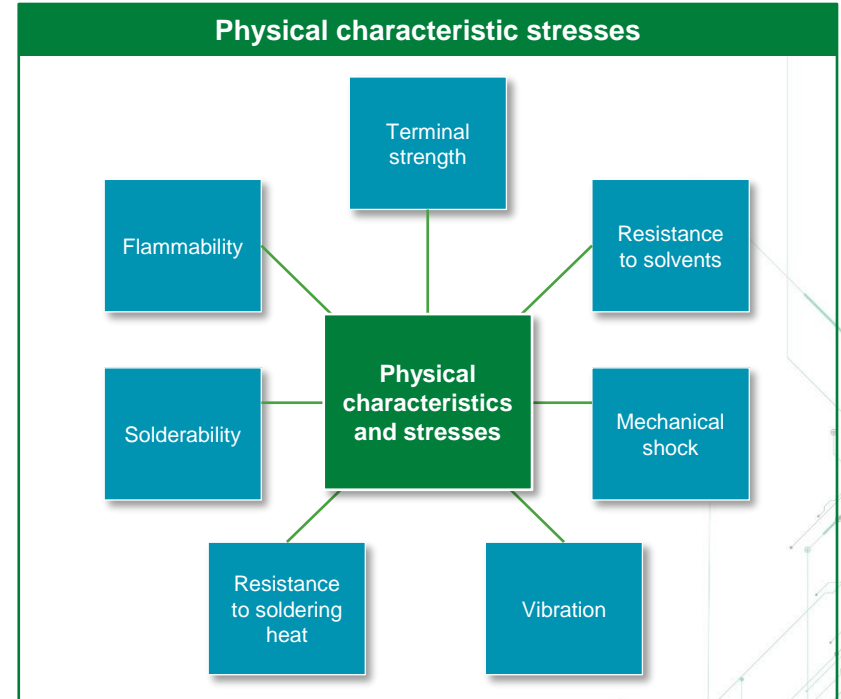 Physical characteristic stresses
Terminal
strength
Flammability
Resistance
to solvents
Physical
characteristics
and stresses
Solderability
Mechanical
shock
Resistance
to soldering
heat
Vibration